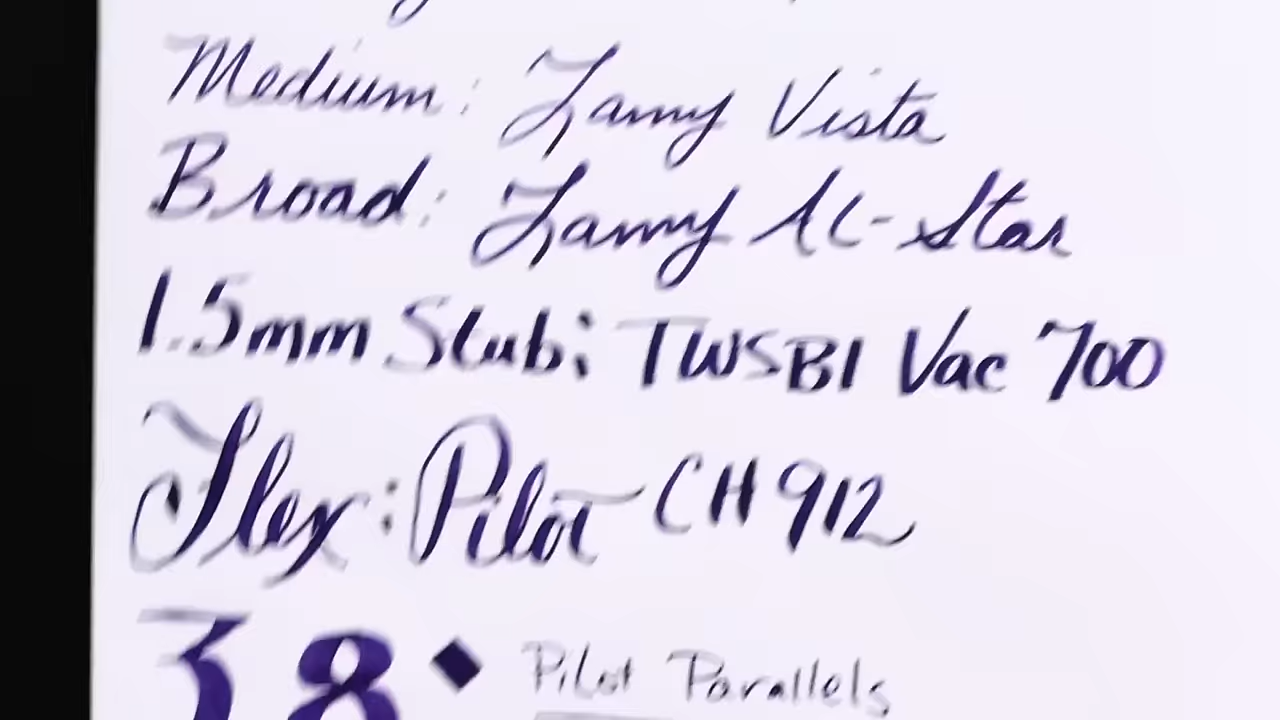 Medium: Lamy Vista
Broad: Lamy Al-Star
1.5mm Stub: TWSBI Vac 700
Flex: Pilot CH912
3.8 Pilot Parallels